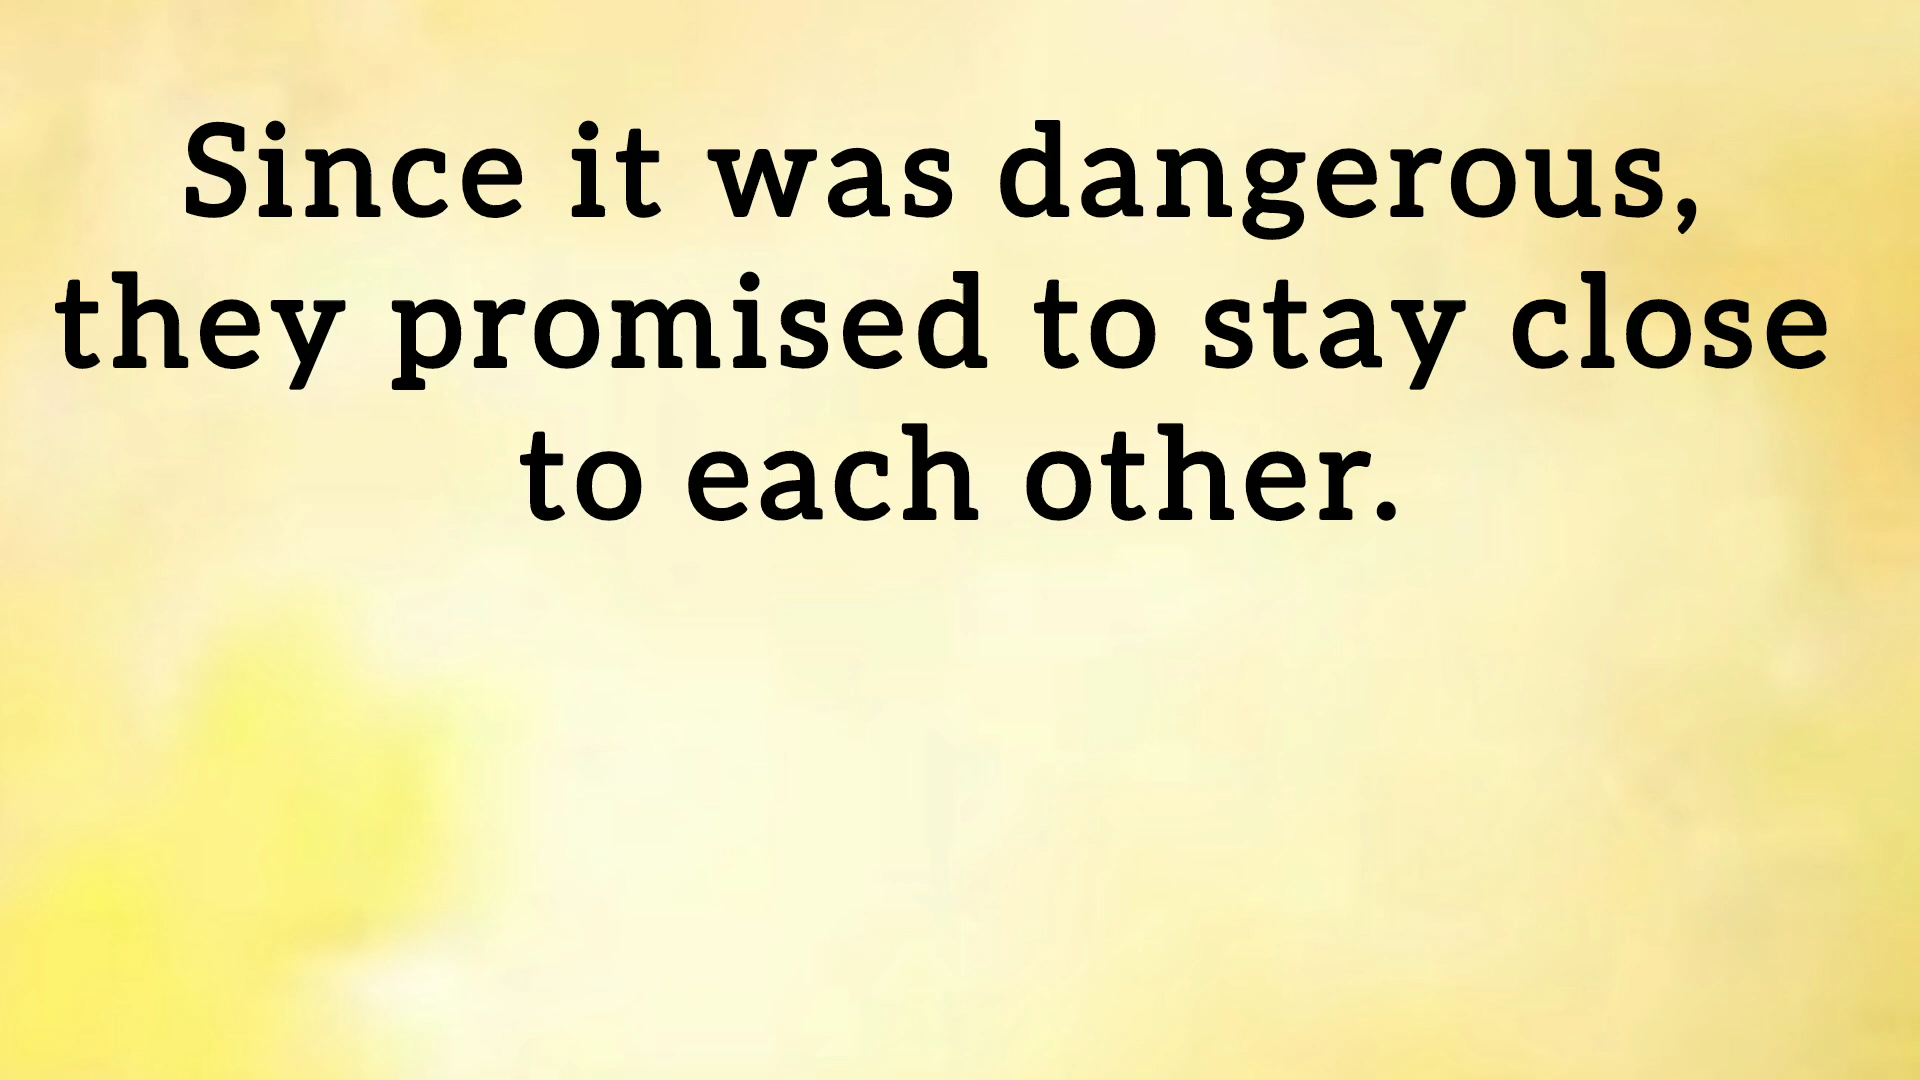 Since it was dangerous,
they promised to stay close
to each other.